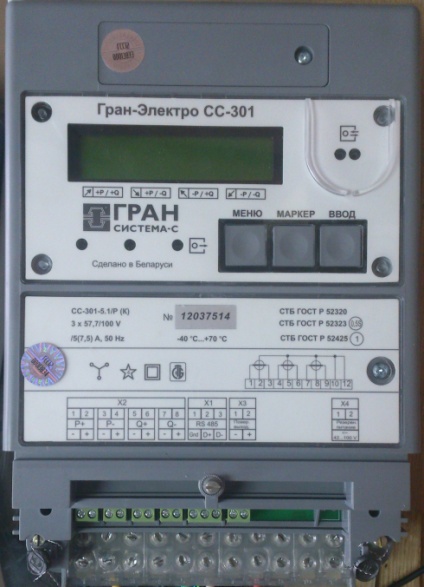 Гран-Электро СС-301
+P / +Q
+P / -Q
-P / +Q
-P / -Q
ГРАН
СИСТЕМА-С
МЕНЮ
МАРКЕР
ВВОД
Сделано в Беларуси
СС-301-5.1/P (К)
3 x 57,7/100 V
/5(7,5) A, 50 Hz
№ 12037514
-40 °C...+70 °C
СТБ ГОСТ Р 52320
СТБ ГОСТ Р 52323
СТБ ГОСТ Р 52425 1
1 2 3 4 5 6 7 8 9 10 12
X2
1 2 3 4 5 6 7 8
P+ P- Q+ Q-
- + - + - + - +
X1
1 2 3
RS 485
Gnd D+ D-
X3
1 2
- +
X4
1 2